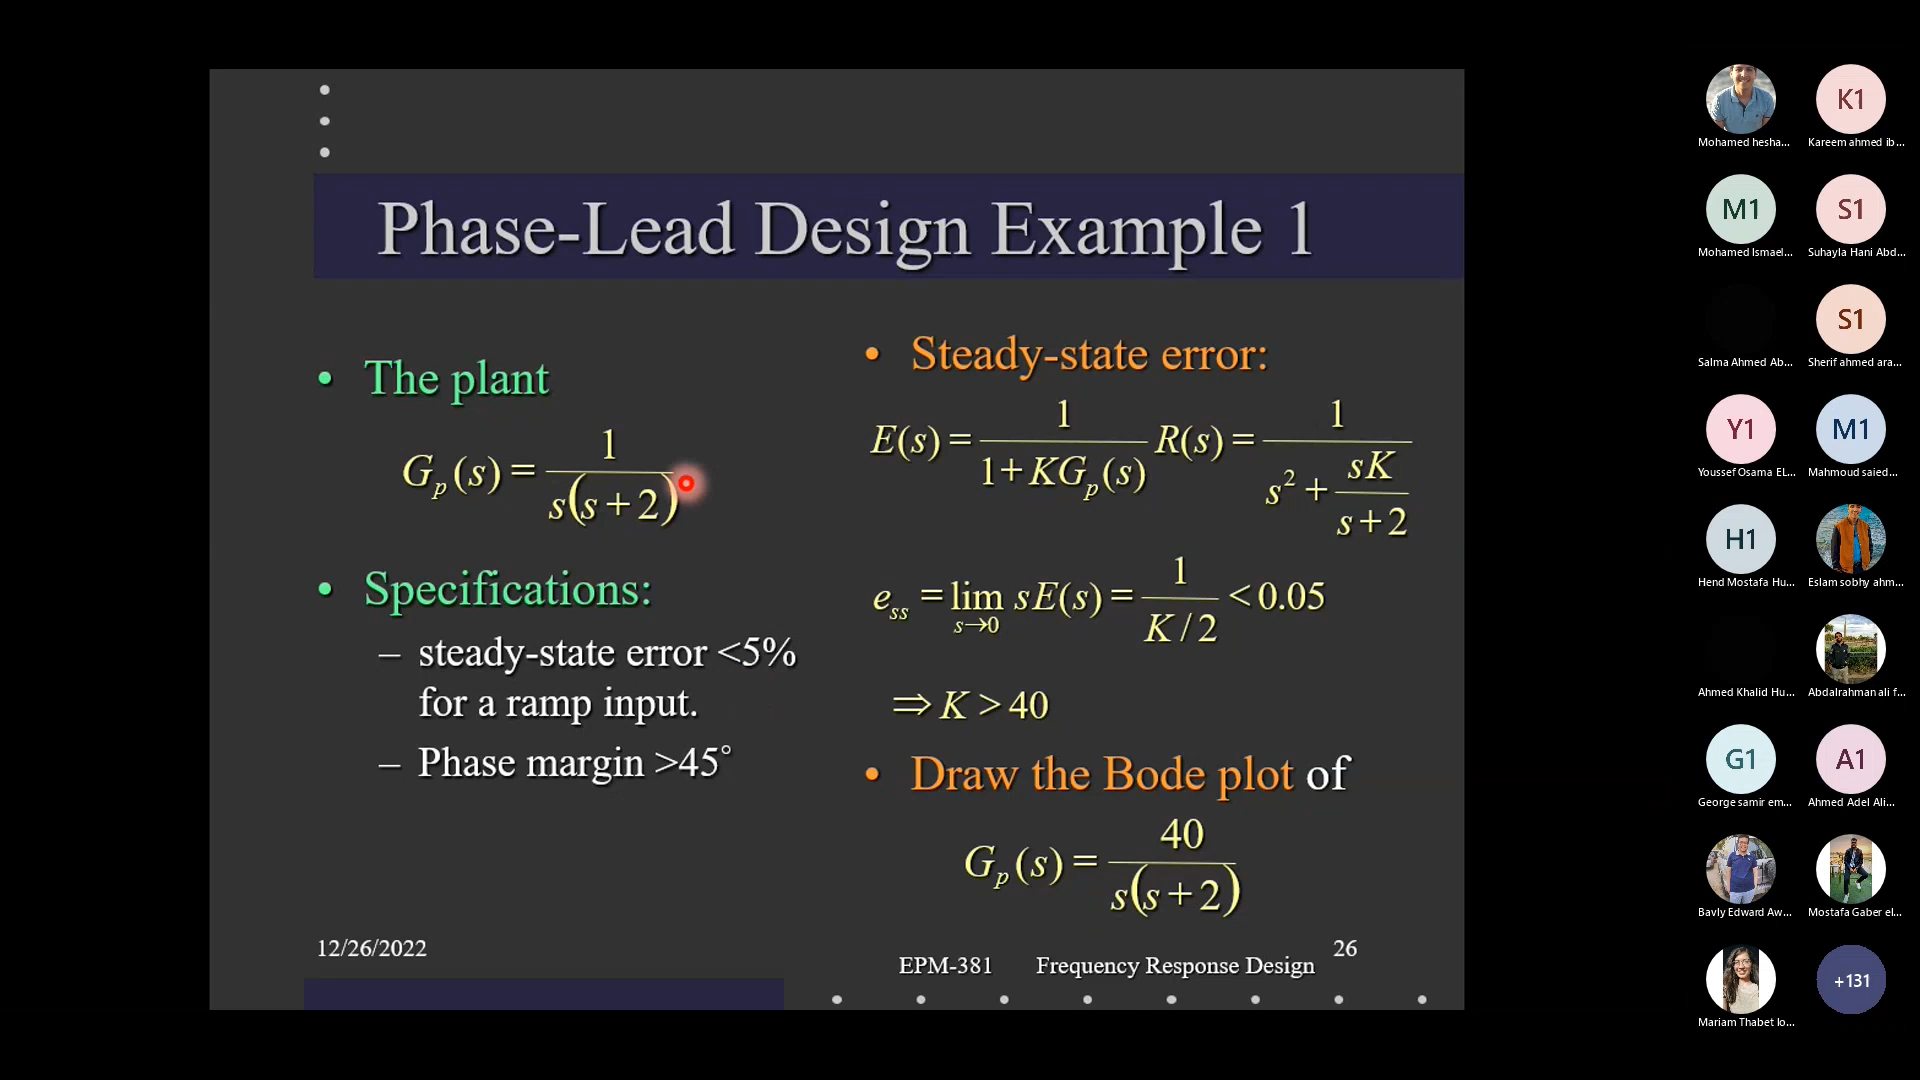 Phase-Lead Design Example 1
• The plant
G_p(s) = 1 / s(s+2)
• Specifications:
– steady-state error <5%
for a ramp input.
– Phase margin >45°
• Steady-state error:
E(s) = 1 / (1+KG_p(s)) R(s) = 1 / (s² + sK / (s+2))
e_ss = lim s→0 sE(s) = 1 / (K/2) < 0.05
⇒ K > 40
• Draw the Bode plot of
G_p(s) = 40 / s(s+2)
12/26/2022
EPM-381 Frequency Response Design
26
K1
Mohamed hesha...
Kareem ahmed ib...
M1
S1
Mohamed Ismael...
Suhayla Hani Abd...
S1
Salma Ahmed Ab...
Sherif ahmed ara...
Y1
M1
Youssef Osama EL...
Mahmoud saied...
H1
Hend Mostafa Hu...
Eslam sobhy ahm...
Ahmed Khalid Hu...
Abdalrahman ali f...
G1
A1
George samir em...
Ahmed Adel Ali...
Bavly Edward Aw...
Mostafa Gaber el...
+131
Mariam Thabet lo...